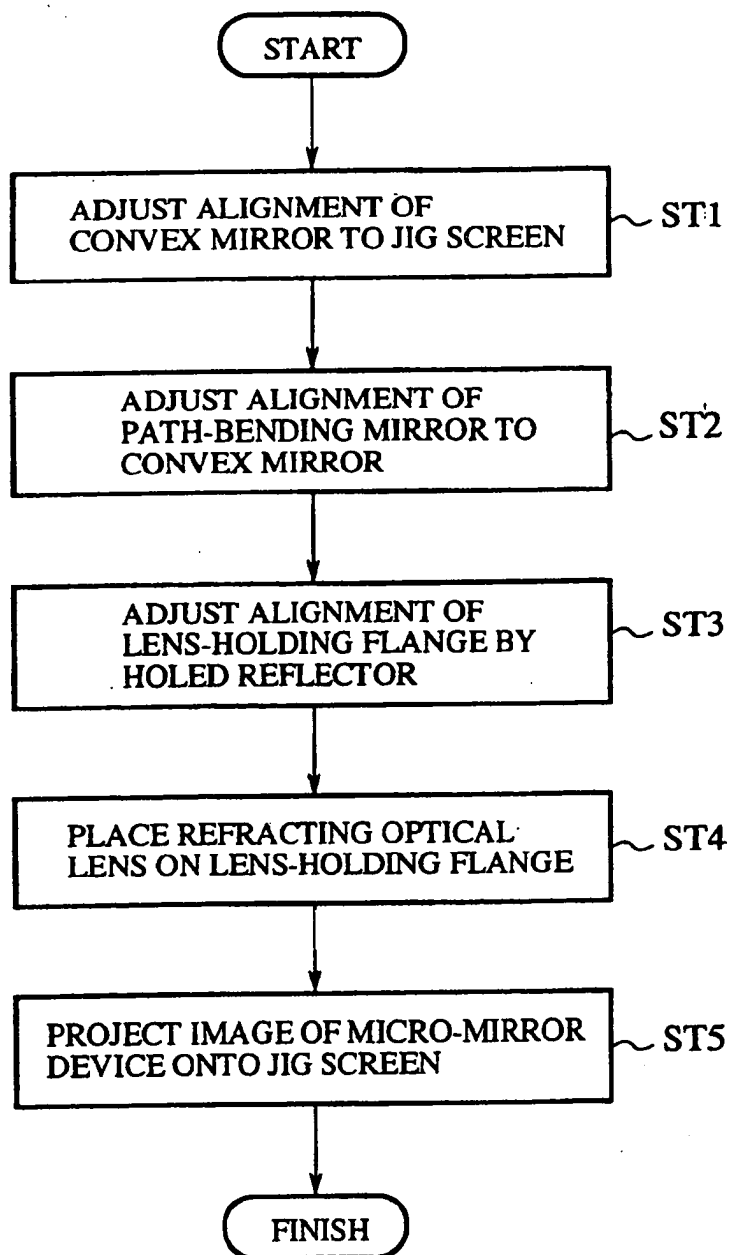 START
ADJUST ALIGNMENT OF
CONVEX MIRROR TO JIG SCREEN
ST1
ADJUST ALIGNMENT OF
PATH-BENDING MIRROR TO
CONVEX MIRROR
ST2
ADJUST ALIGNMENT OF
LENS-HOLDING FLANGE BY
HOLED REFLECTOR
ST3
PLACE REFRACTING OPTICAL
LENS ON LENS-HOLDING FLANGE
ST4
PROJECT IMAGE OF MICRO-MIRROR
DEVICE ONTO JIG SCREEN
ST5
FINISH